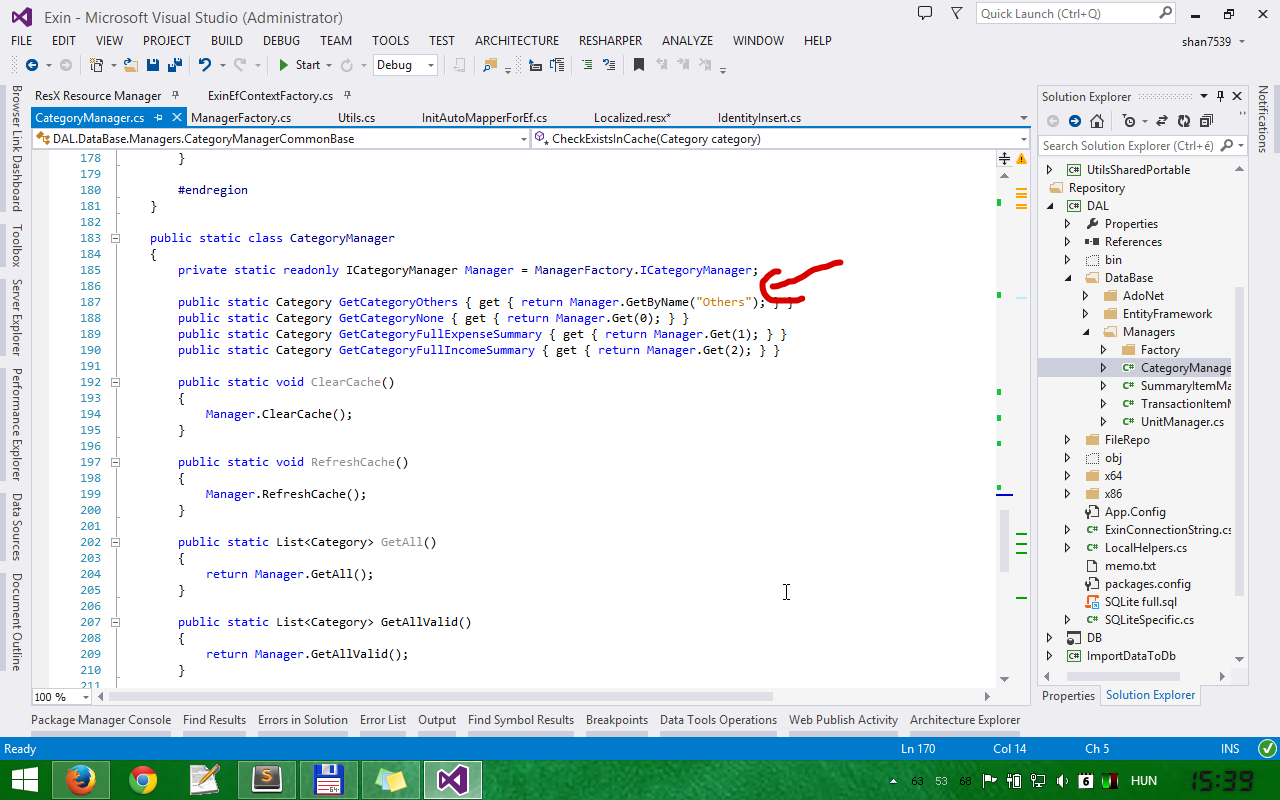 Exin - Microsoft Visual Studio (Administrator)
Quick Launch (Ctrl+Q)
FILE EDIT VIEW PROJECT BUILD DEBUG TEAM TOOLS TEST ARCHITECTURE RESHARPER ANALYZE WINDOW HELP
shan7539
Start Debug
ResX Resource Manager ExinEfContextFactory.cs
CategoryManager.cs ManagerFactory.cs Utils.cs InitAutoMapperForEf.cs Localized.resx* IdentityInsert.cs
DAL.DataBase.Managers.CategoryManagerCommonBase CheckExistsInCache(Category category)
178 }
179
180 #endregion
181 }
182
183 public static class CategoryManager
184 {
185 private static readonly ICategoryManager Manager = ManagerFactory.ICategoryManager;
186
187 public static Category GetCategoryOthers { get { return Manager.GetByName("Others"); } }
188 public static Category GetCategoryNone { get { return Manager.Get(0); } }
189 public static Category GetCategoryFullExpenseSummary { get { return Manager.Get(1); } }
190 public static Category GetCategoryFullIncomeSummary { get { return Manager.Get(2); } }
191
192 public static void ClearCache()
193 {
194 Manager.ClearCache();
195 }
196
197 public static void RefreshCache()
198 {
199 Manager.RefreshCache();
200 }
201
202 public static List<Category> GetAll()
203 {
204 return Manager.GetAll();
205 }
206
207 public static List<Category> GetAllValid()
208 {
209 return Manager.GetAllValid();
210 }
211
100 %
Browser Link Dashboard
Toolbox
Server Explorer
Performance Explorer
Data Sources
Document Outline
Solution Explorer
Search Solution Explorer (Ctrl+é)
UtilsSharedPortable
Repository
DAL
Properties
References
bin
DataBase
AdoNet
EntityFramework
Managers
Factory
CategoryManage
SummaryItemMa
TransactionItemM
UnitManager.cs
FileRepo
obj
x64
x86
App.Config
ExinConnectionString.cs
LocalHelpers.cs
memo.txt
packages.config
SQLite full.sql
SQLiteSpecific.cs
DB
ImportDataToDb
Properties Solution Explorer
Notifications
Package Manager Console Find Results Errors in Solution Error List Output Find Symbol Results Breakpoints Data Tools Operations Web Publish Activity Architecture Explorer
Ready Ln 170 Col 14 Ch 5 INS
S 64 63 53 68 6 HUN 15:39